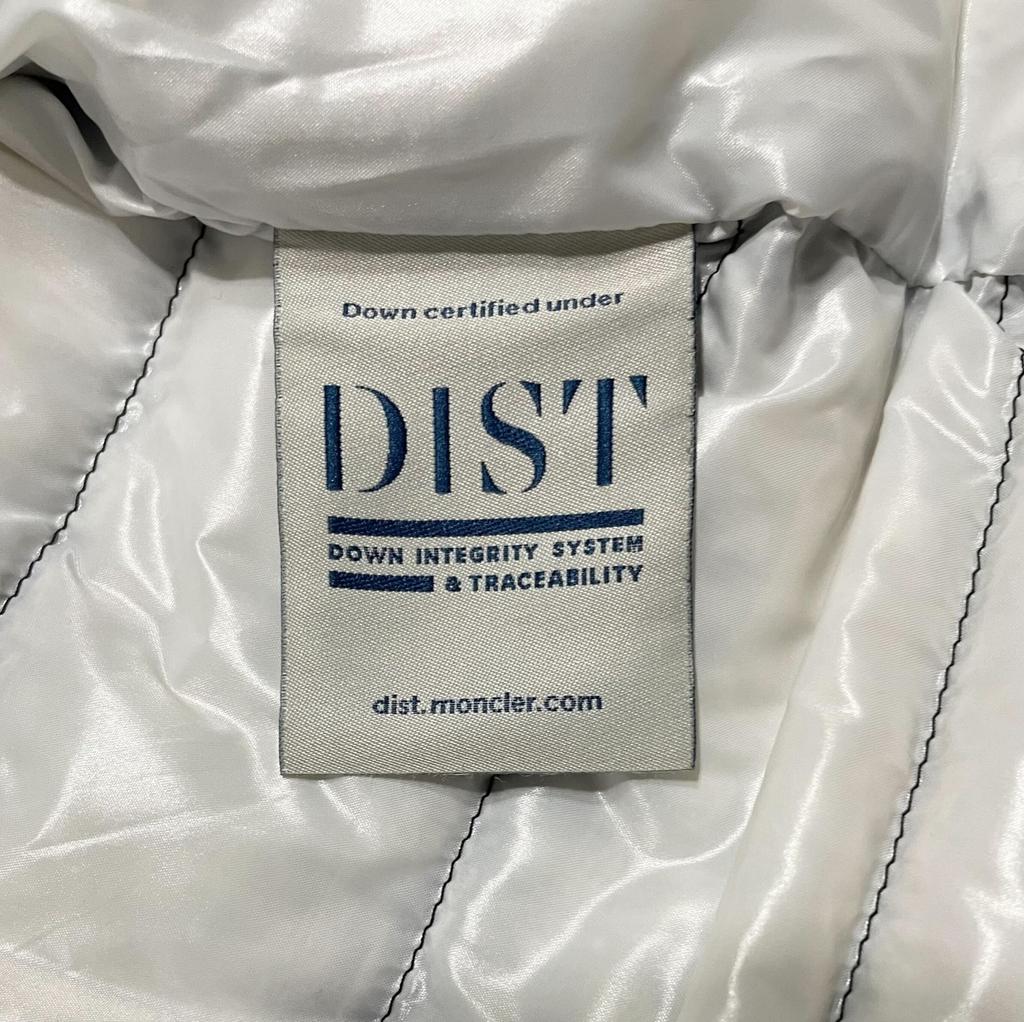 Down certified under
DIST
DOWN INTEGRITY SYSTEM
& TRACEABILITY
dist.moncler.com